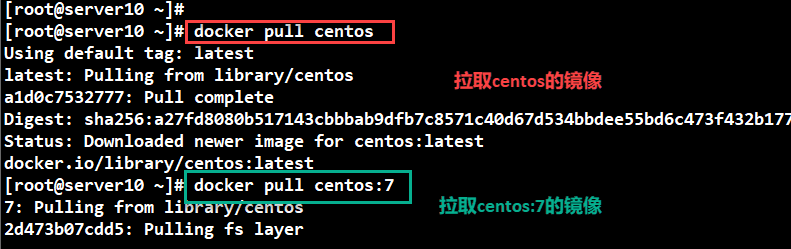 [root@server10 ~]#
[root@server10 ~]# docker pull centos
Using default tag: latest
latest: Pulling from library/centos
拉取centos的镜像
a1d0c7532777: Pull complete
Digest: sha256:a27fd8080b517143cbbbab9dfb7c8571c40d67d534bbdee55bd6c473f432b177
Status: Downloaded newer image for centos:latest
docker.io/library/centos:latest
[root@server10 ~]# docker pull centos:7
7: Pulling from library/centos
拉取centos:7的镜像
2d473b07cdd5: Pulling fs layer